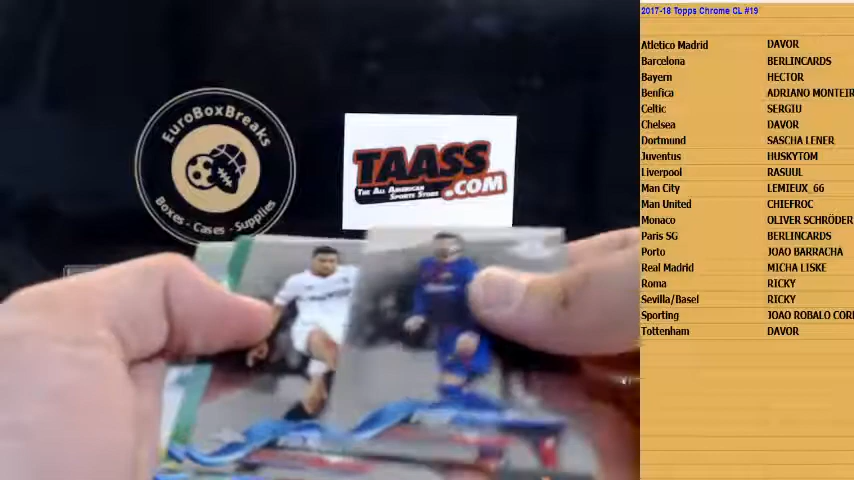 2017-18 Topps Chrome CL #19
Atletico Madrid DAVOR
Barcelona BERLINCARDS
Bayern HECTOR
Benfica ADRIANO MONTEIR
Celtic SERGIU
Chelsea DAVOR
Dortmund SASCHA LENER
Juventus HUSKYTOM
Liverpool RASUUL
Man City LEMIEUX_66
Man United CHIEFROC
Monaco OLIVER SCHRÖDER
Paris SG BERLINCARDS
Porto JOAO BARRACHA
Real Madrid MICHA LISKE
Roma RICKY
Sevilla/Basel RICKY
Sporting JOAO ROBALO COR
Tottenham DAVOR
EuroBoxBreaks
Boxes - Cases - Supplies
TAASS
THE ALL AMERICAN
SPORTS STORE
.COM